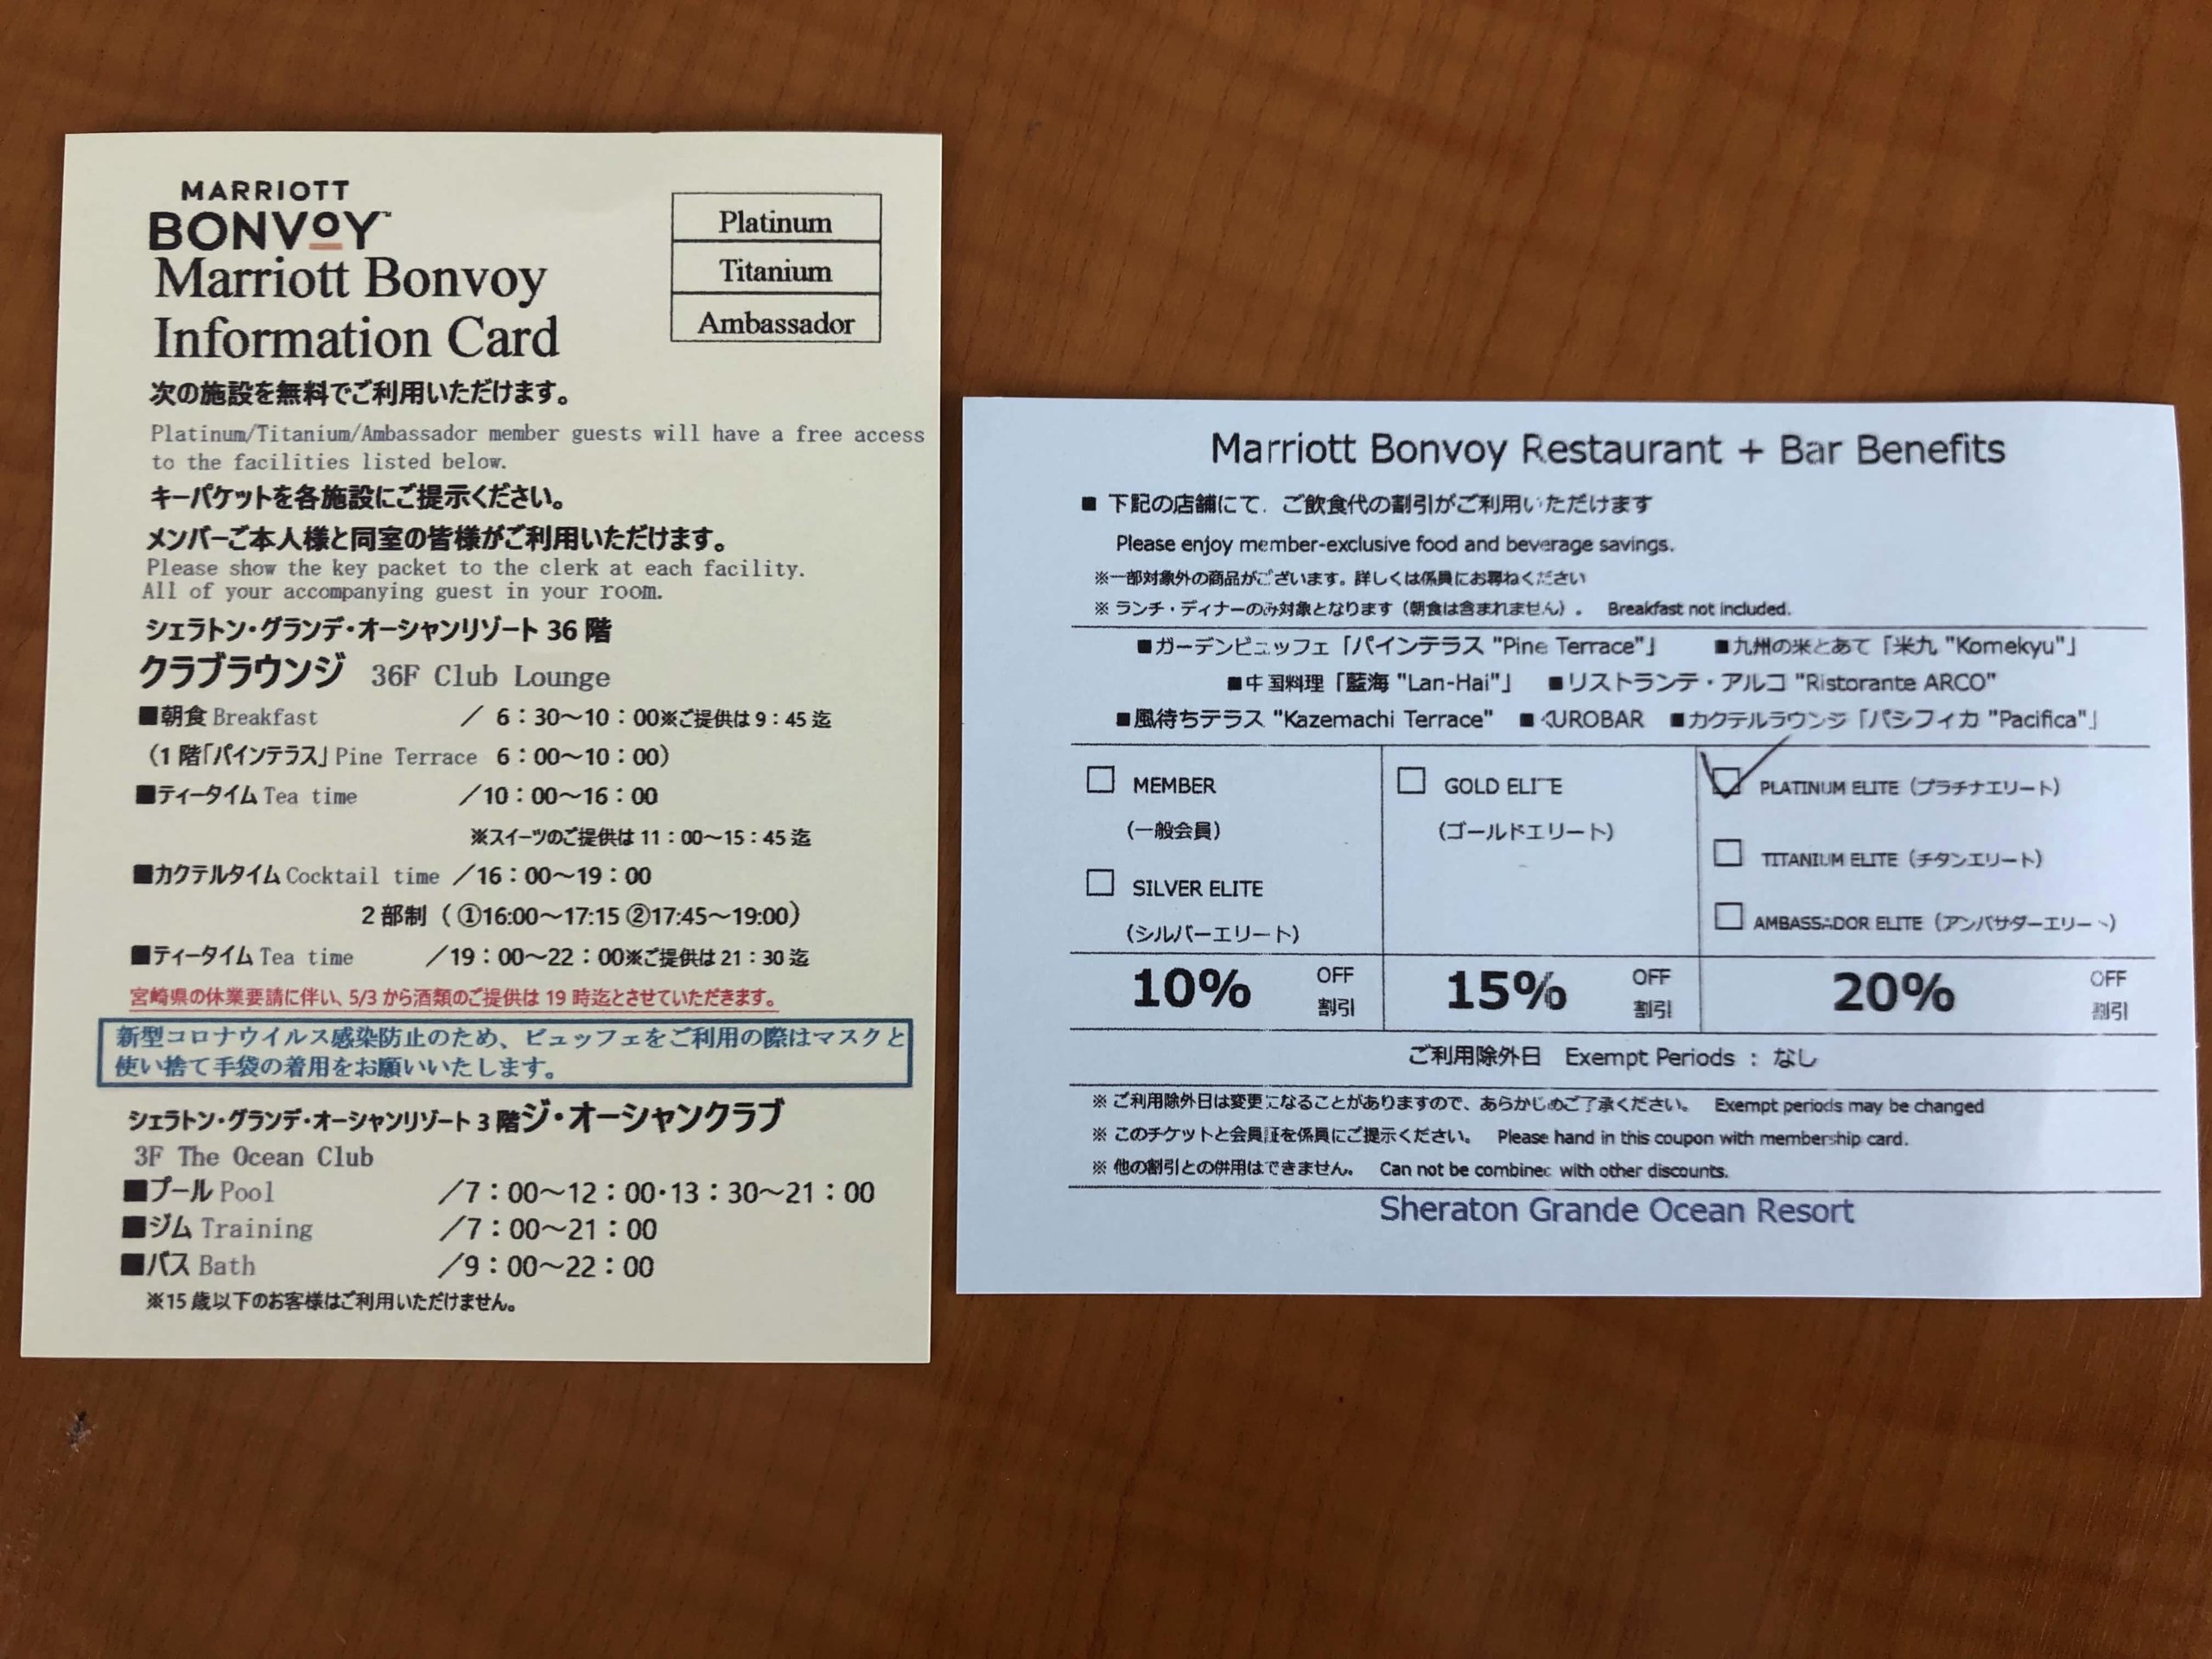 MARRIOTT
BONVOY™
Marriott Bonvoy
Information Card
Platinum
Titanium
Ambassador
次の施設を無料でご利用いただけます。
Platinum/Titanium/Ambassador member guests will have a free access
to the facilities listed below.
キーパケットを各施設にご提示ください。
メンバーご本人様と同室の皆様がご利用いただけます。
Please show the key packet to the clerk at each facility.
All of your accompanying guest in your room.
シェラトン・グランデ・オーシャンリゾート 36 階
クラブラウンジ 36F Club Lounge
■朝食 Breakfast ／ 6：30～10：00※ご提供は 9：45 迄
（1 階「パインテラス」Pine Terrace 6：00～10：00）
■ティータイム Tea time ／10：00～16：00
※スイーツのご提供は 11：00～15：45 迄
■カクテルタイム Cocktail time ／16：00～19：00
２部制（ ①16:00～17:15 ②17:45～19:00）
■ティータイム Tea time ／19：00～22：00※ご提供は 21：30 迄
宮崎県の休業要請に伴い、5/3 から酒類のご提供は 19 時迄とさせていただきます。
新型コロナウイルス感染防止のため、ビュッフェをご利用の際はマスクと
使い捨て手袋の着用をお願いいたします。
シェラトン・グランデ・オーシャンリゾート 3 階ジ・オーシャンクラブ
3F The Ocean Club
■プール Pool ／7：00～12：00・13：30～21：00
■ジム Training ／7：00～21：00
■バス Bath ／9：00～22：00
※15 歳以下のお客様はご利用いただけません。
Marriott Bonvoy Restaurant + Bar Benefits
■ 下記の店舗にて、ご飲食代の割引がご利用いただけます
Please enjoy member-exclusive food and beverage savings.
※一部対象外の商品がございます。詳しくは係員にお尋ねください
※ ランチ・ディナーのみ対象となります（朝食は含まれません）。 Breakfast not included.
■ガーデンビュッフェ「パインテラス "Pine Terrace"」 ■九州の米とあて「米九 "Komekyu"」
■中国料理「藍海 "Lan-Hai"」 ■リストランテ・アルコ "Ristorante ARCO"
■風待ちテラス "Kazemachi Terrace" ■KUROBAR ■カクテルラウンジ「パシフィカ "Pacifica"」
□ MEMBER
（一般会員）
□ SILVER ELITE
（シルバーエリート）
□ GOLD ELITE
（ゴールドエリート）
☑ PLATINUM ELITE（プラチナエリート）
□ TITANIUM ELITE（チタンエリート）
□ AMBASSADOR ELITE（アンバサダーエリート）
10% OFF 割引
15% OFF 割引
20% OFF 割引
ご利用除外日 Exempt Periods : なし
※ ご利用除外日は変更になることがありますので、あらかじめご了承ください。 Exempt periods may be changed
※ このチケットと会員証を係員にご提示ください。 Please hand in this coupon with membership card.
※ 他の割引との併用はできません。 Can not be combined with other discounts.
Sheraton Grande Ocean Resort